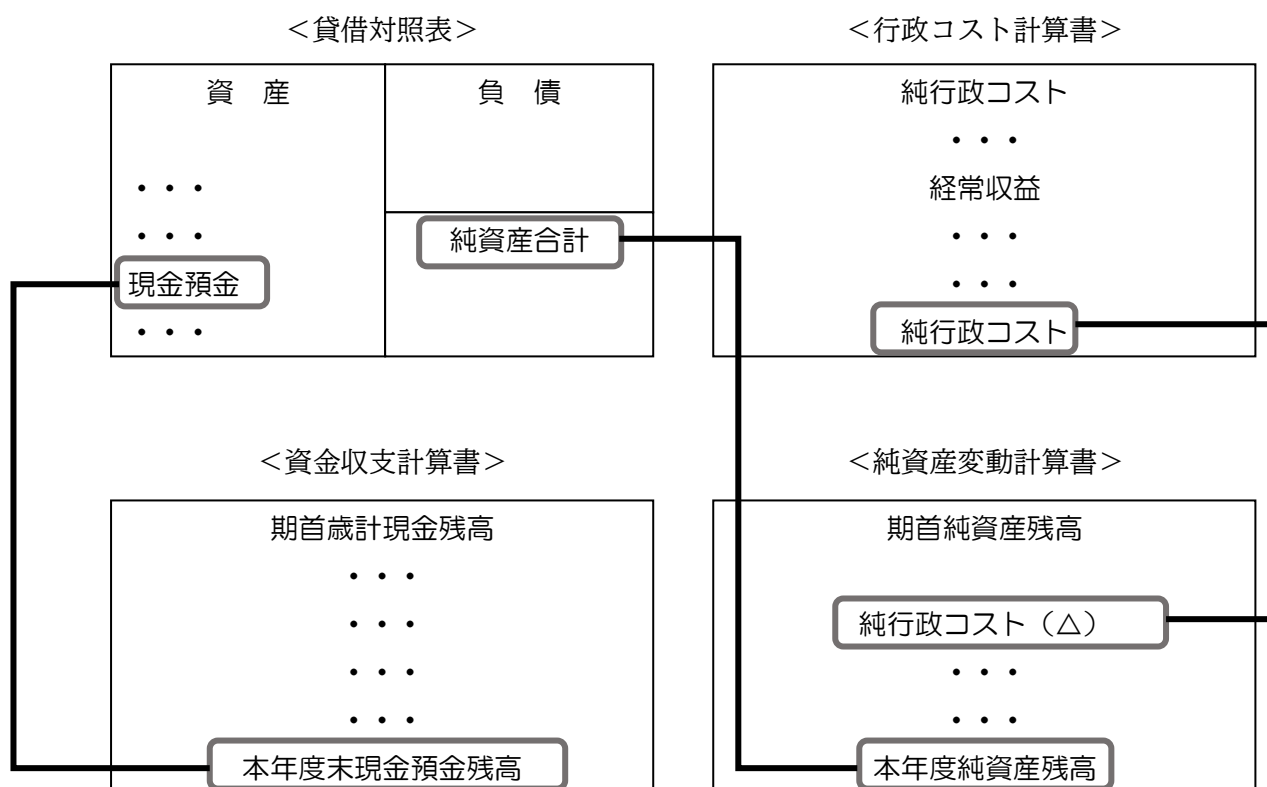 <貸借対照表>
資 産
・・・
・・・
現金預金
・・・
負 債
純資産合計
<行政コスト計算書>
純行政コスト
・・・
経常収益
・・・
・・・
純行政コスト
<資金収支計算書>
期首歳計現金残高
・・・
・・・
・・・
・・・
本年度末現金預金残高
<純資産変動計算書>
期首純資産残高
純行政コスト（△）
・・・
・・・
本年度純資産残高